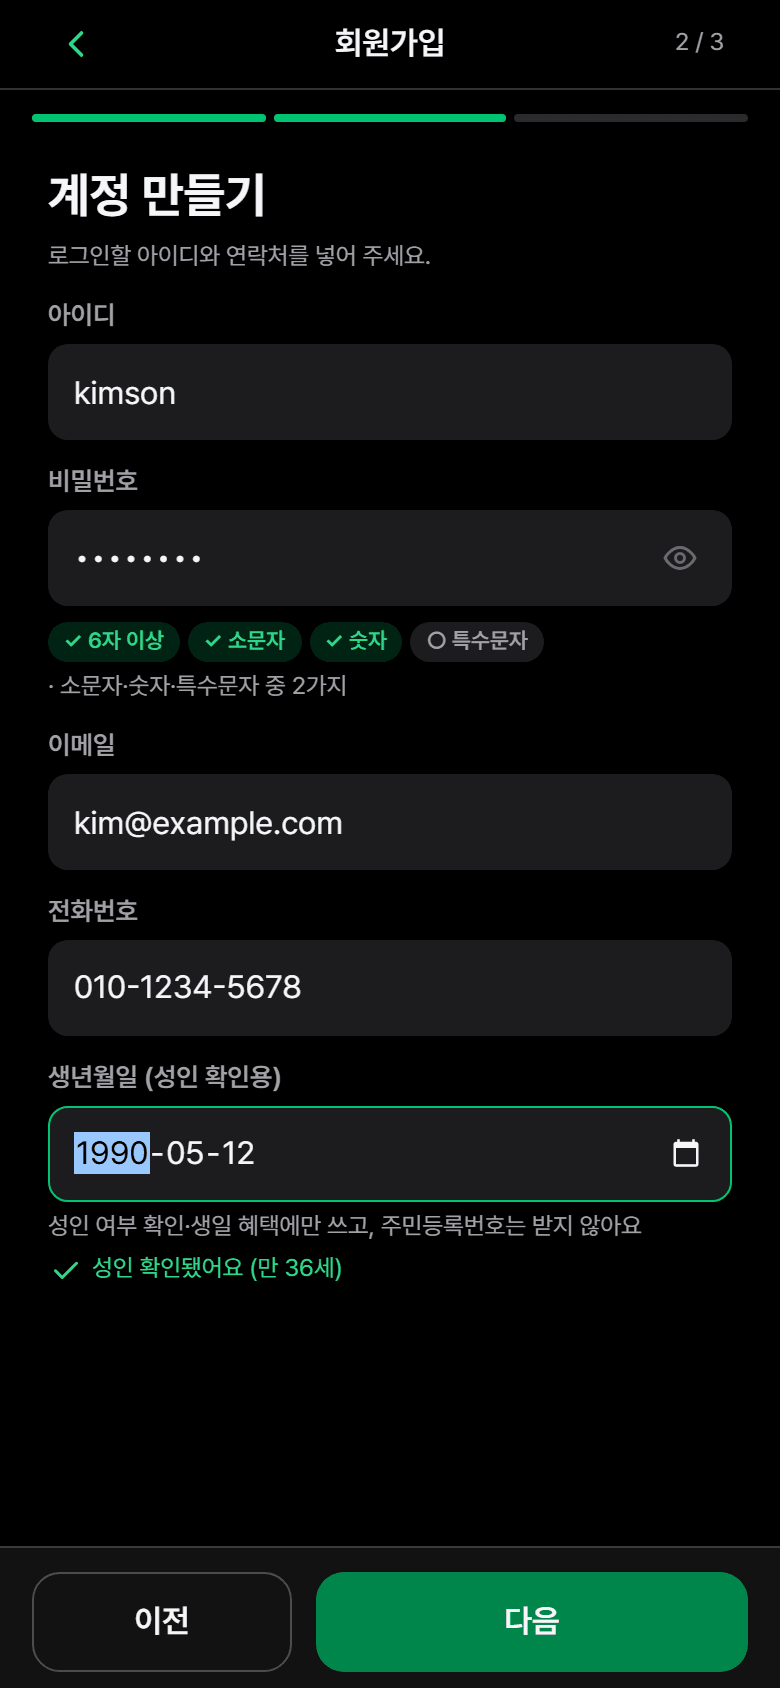 회원가입
2 / 3
계정 만들기
로그인할 아이디와 연락처를 넣어 주세요.
아이디
kimson
비밀번호
••••••••
✓ 6자 이상 ✓ 소문자 ✓ 숫자 ○ 특수문자
· 소문자·숫자·특수문자 중 2가지
이메일
kim@example.com
전화번호
010-1234-5678
생년월일 (성인 확인용)
1990-05-12
성인 여부 확인·생일 혜택에만 쓰고, 주민등록번호는 받지 않아요
✓ 성인 확인됐어요 (만 36세)
이전
다음